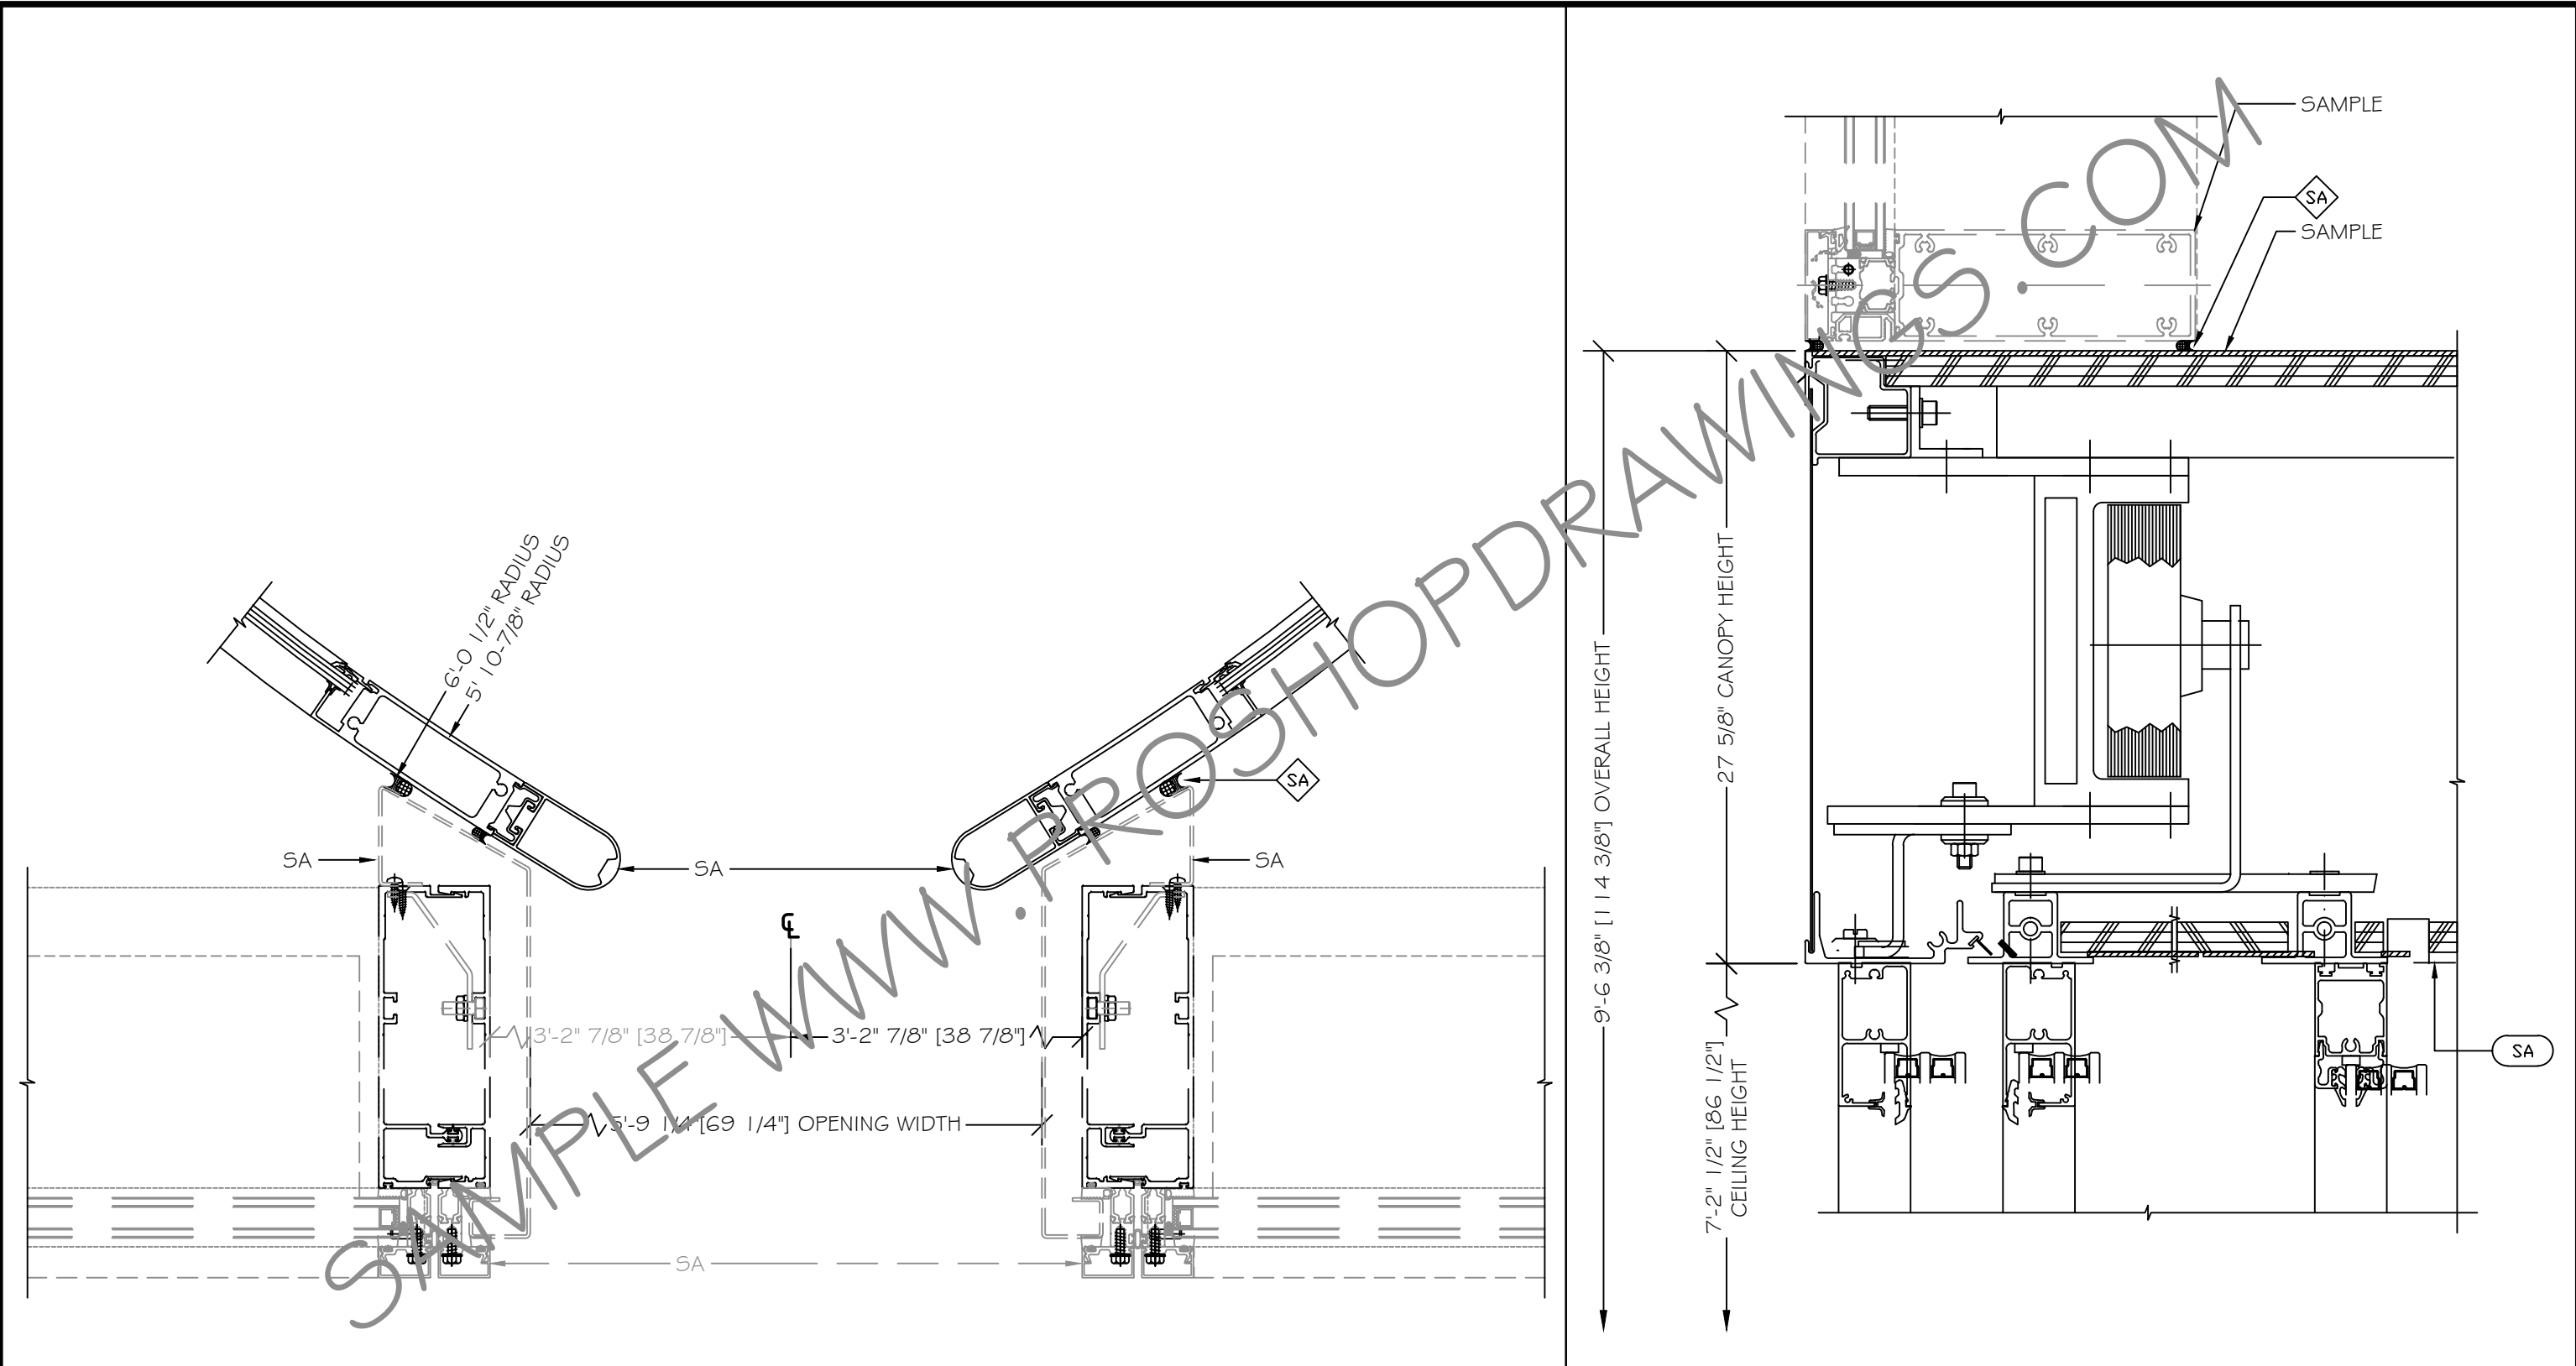 6'-0 1/2" RADIUS
5' 10-7/8" RADIUS
SA
SA
SA
SA
℄
3'-2" 7/8" [38 7/8"]
3'-2" 7/8" [38 7/8"]
5'-9 1/4 [69 1/4"] OPENING WIDTH
SA
SAMPLE WWW.PROSHOPDRAWINGS.COM
SAMPLE
SA
SAMPLE
9'-6 3/8" [114 3/8"] OVERALL HEIGHT
27 5/8" CANOPY HEIGHT
7'-2" 1/2" [86 1/2"]
CEILING HEIGHT
SA